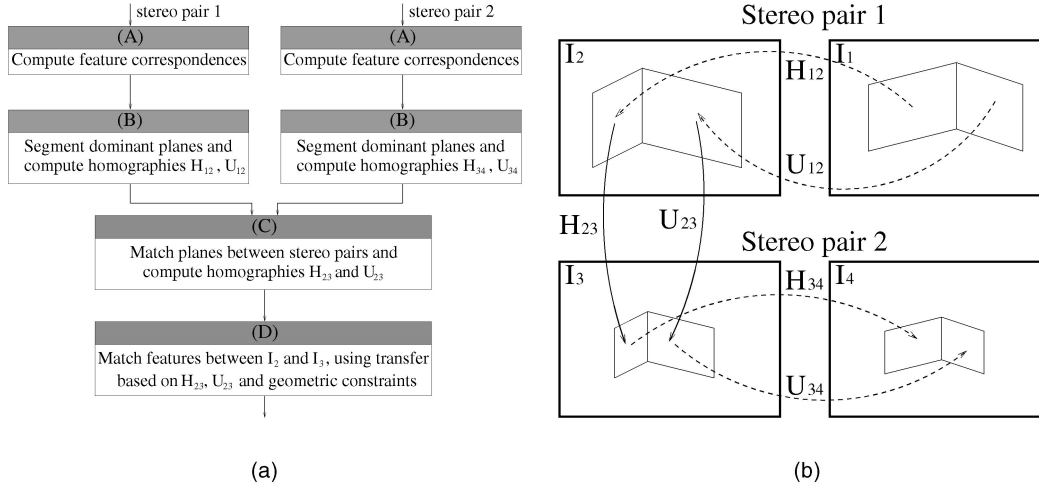 stereo pair 1
stereo pair 2
(A)
Compute feature correspondences
(A)
Compute feature correspondences
(B)
Segment dominant planes and
compute homographies H12 , U12
(B)
Segment dominant planes and
compute homographies H34 , U34
(C)
Match planes between stereo pairs and
compute homographies H23 and U23
(D)
Match features between I2 and I3, using transfer
based on H23, U23 and geometric constraints
(a)
Stereo pair 1
I2
H12
I1
U12
H23
U23
Stereo pair 2
I3
H34
I4
U34
(b)